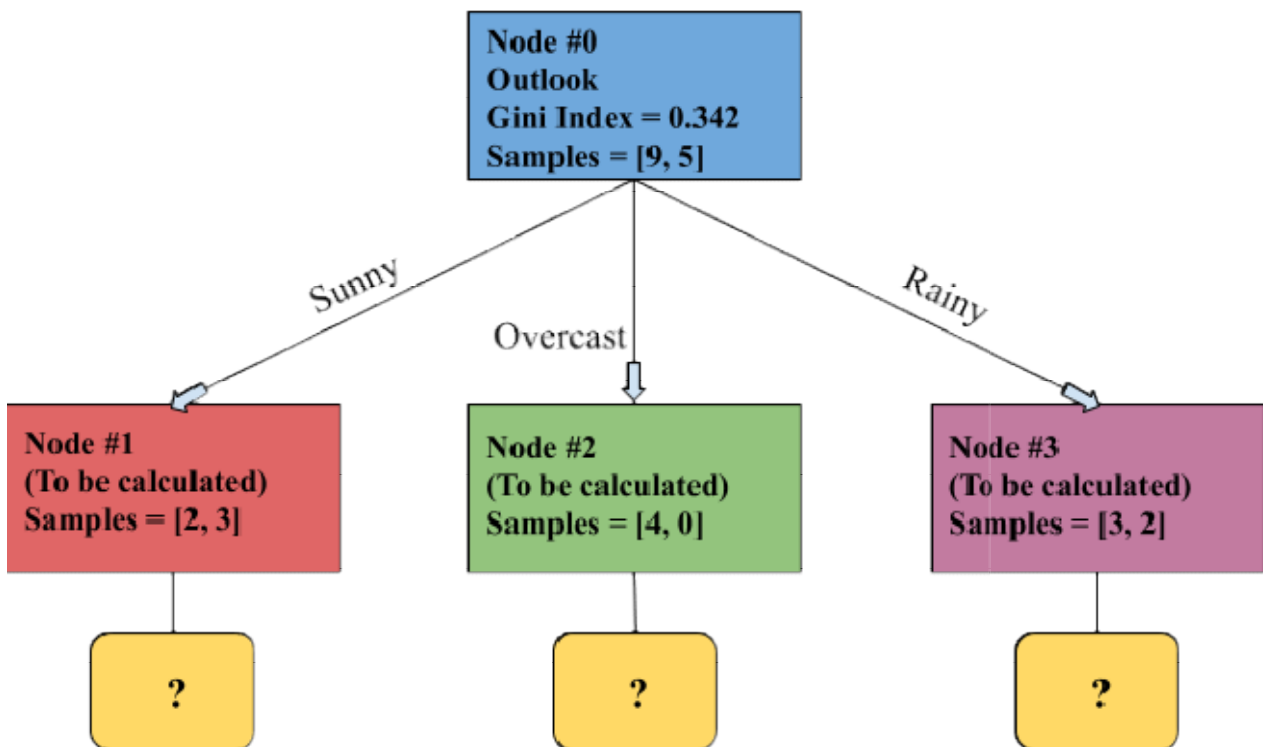 Node #0
Outlook
Gini Index = 0.342
Samples = [9, 5]
Sunny
Overcast
Rainy
Node #1
(To be calculated)
Samples = [2, 3]
Node #2
(To be calculated)
Samples = [4, 0]
Node #3
(To be calculated)
Samples = [3, 2]
?
?
?